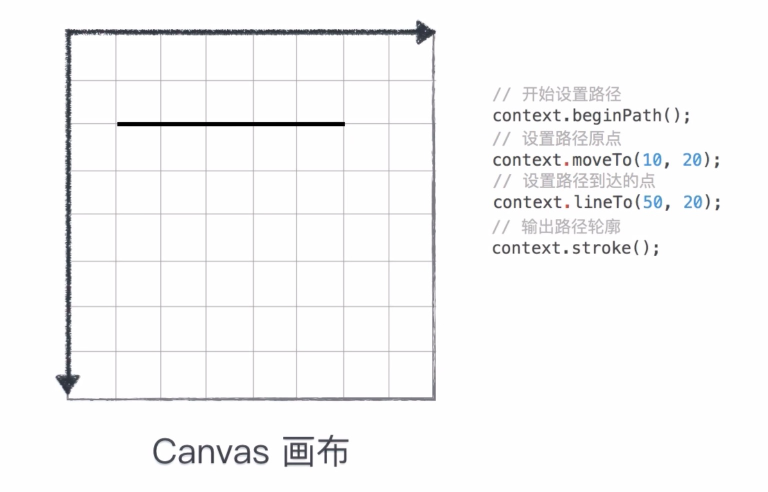 // 开始设置路径
context.beginPath();
// 设置路径原点
context.moveTo(10, 20);
// 设置路径到达的点
context.lineTo(50, 20);
// 输出路径轮廓
context.stroke();
Canvas 画布